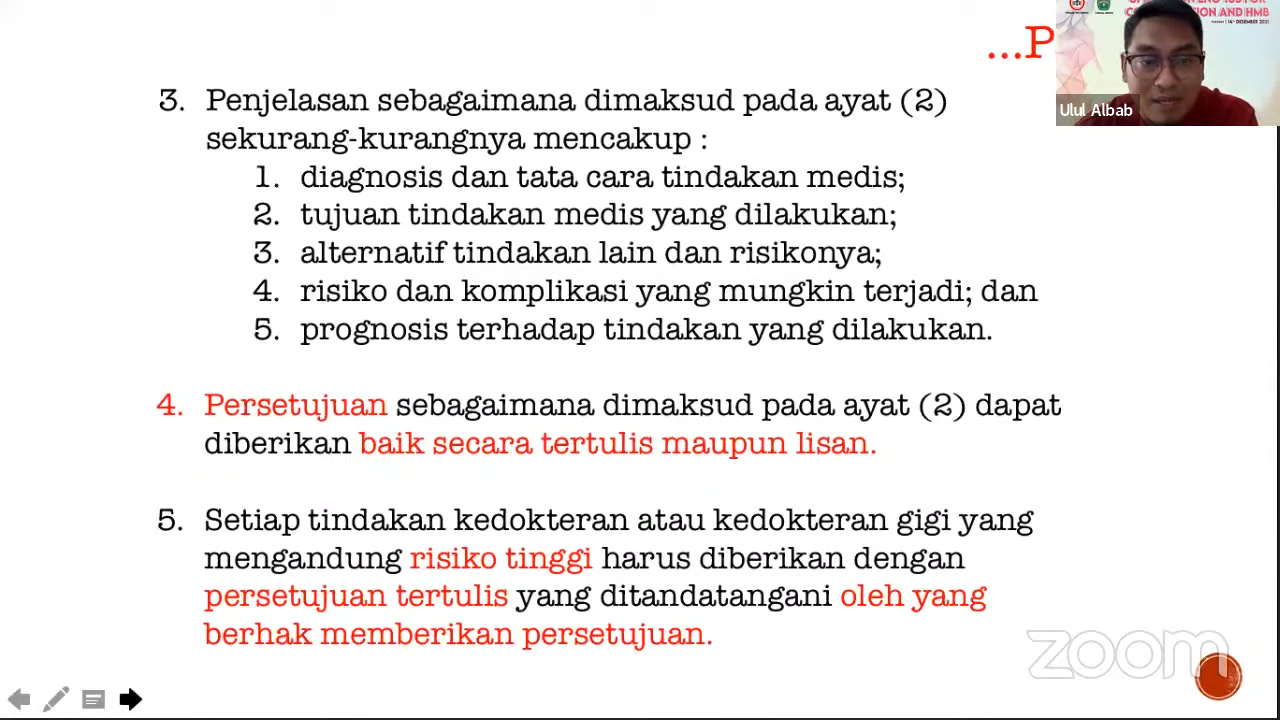 ...P
3. Penjelasan sebagaimana dimaksud pada ayat (2)
sekurang-kurangnya mencakup :
1. diagnosis dan tata cara tindakan medis;
2. tujuan tindakan medis yang dilakukan;
3. alternatif tindakan lain dan risikonya;
4. risiko dan komplikasi yang mungkin terjadi; dan
5. prognosis terhadap tindakan yang dilakukan.
4. Persetujuan sebagaimana dimaksud pada ayat (2) dapat
diberikan baik secara tertulis maupun lisan.
5. Setiap tindakan kedokteran atau kedokteran gigi yang
mengandung risiko tinggi harus diberikan dengan
persetujuan tertulis yang ditandatangani oleh yang
berhak memberikan persetujuan.
AND HMB
DESEMBER 2021
Ulul Albab
zoom